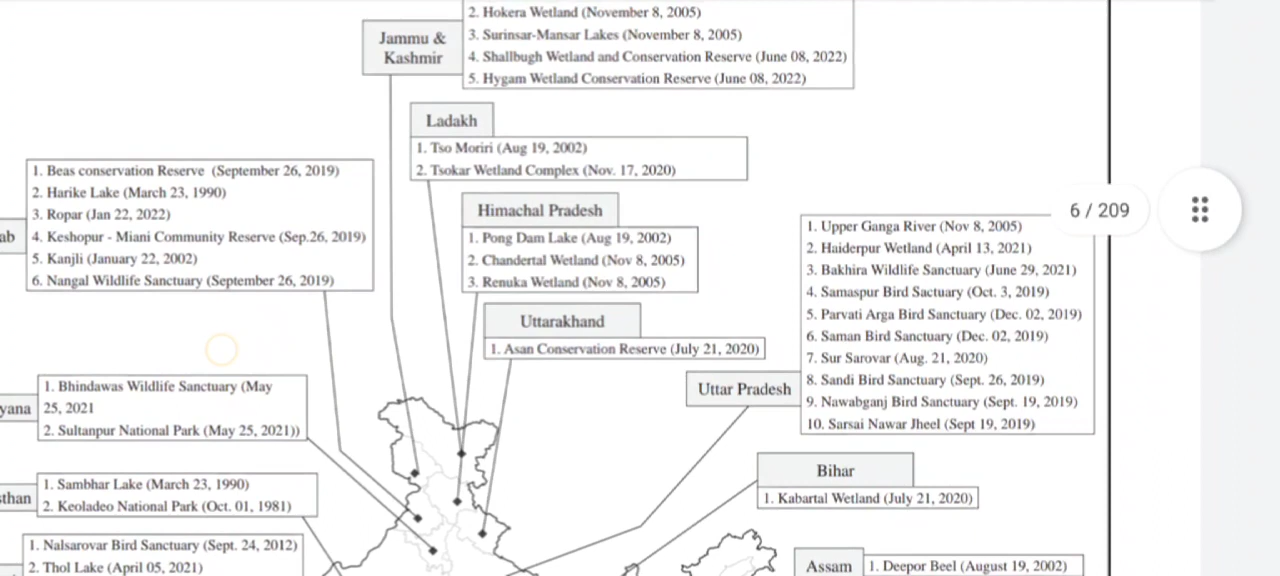 2. Hokera Wetland (November 8, 2005)
Jammu &
Kashmir
3. Surinsar-Mansar Lakes (November 8, 2005)
4. Shallbugh Wetland and Conservation Reserve (June 08, 2022)
5. Hygam Wetland Conservation Reserve (June 08, 2022)
Ladakh
1. Tso Moriri (Aug 19, 2002)
2. Tsokar Wetland Complex (Nov. 17, 2020)
ab
1. Beas conservation Reserve (September 26, 2019)
2. Harike Lake (March 23, 1990)
3. Ropar (Jan 22, 2022)
4. Keshopur - Miani Community Reserve (Sep.26, 2019)
5. Kanjli (January 22, 2002)
6. Nangal Wildlife Sanctuary (September 26, 2019)
Himachal Pradesh
1. Pong Dam Lake (Aug 19, 2002)
2. Chandertal Wetland (Nov 8, 2005)
3. Renuka Wetland (Nov 8, 2005)
6 / 209
Uttarakhand
1. Asan Conservation Reserve (July 21, 2020)
Uttar Pradesh
1. Upper Ganga River (Nov 8, 2005)
2. Haiderpur Wetland (April 13, 2021)
3. Bakhira Wildlife Sanctuary (June 29, 2021)
4. Samaspur Bird Sactuary (Oct. 3, 2019)
5. Parvati Arga Bird Sanctuary (Dec. 02, 2019)
6. Saman Bird Sanctuary (Dec. 02, 2019)
7. Sur Sarovar (Aug. 21, 2020)
8. Sandi Bird Sanctuary (Sept. 26, 2019)
9. Nawabganj Bird Sanctuary (Sept. 19, 2019)
10. Sarsai Nawar Jheel (Sept 19, 2019)
yana
1. Bhindawas Wildlife Sanctuary (May
25, 2021
2. Sultanpur National Park (May 25, 2021))
Bihar
1. Kabartal Wetland (July 21, 2020)
sthan
1. Sambhar Lake (March 23, 1990)
2. Keoladeo National Park (Oct. 01, 1981)
1. Nalsarovar Bird Sanctuary (Sept. 24, 2012)
2. Thol Lake (April 05, 2021)
Assam
1. Deepor Beel (August 19, 2002)